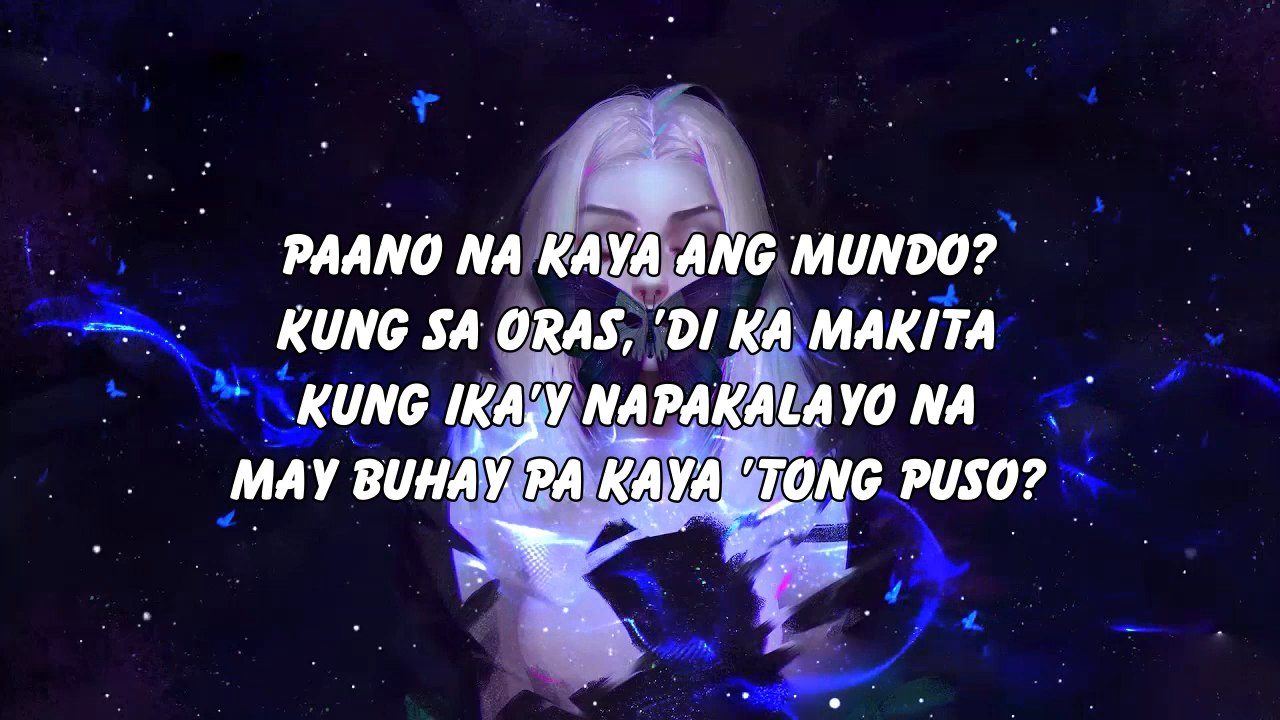 PAANO NA KAYA ANG MUNDO?
KUNG SA ORAS, 'DI KA MAKITA
KUNG IKA'Y NAPAKALAYO NA
MAY BUHAY PA KAYA 'TONG PUSO?